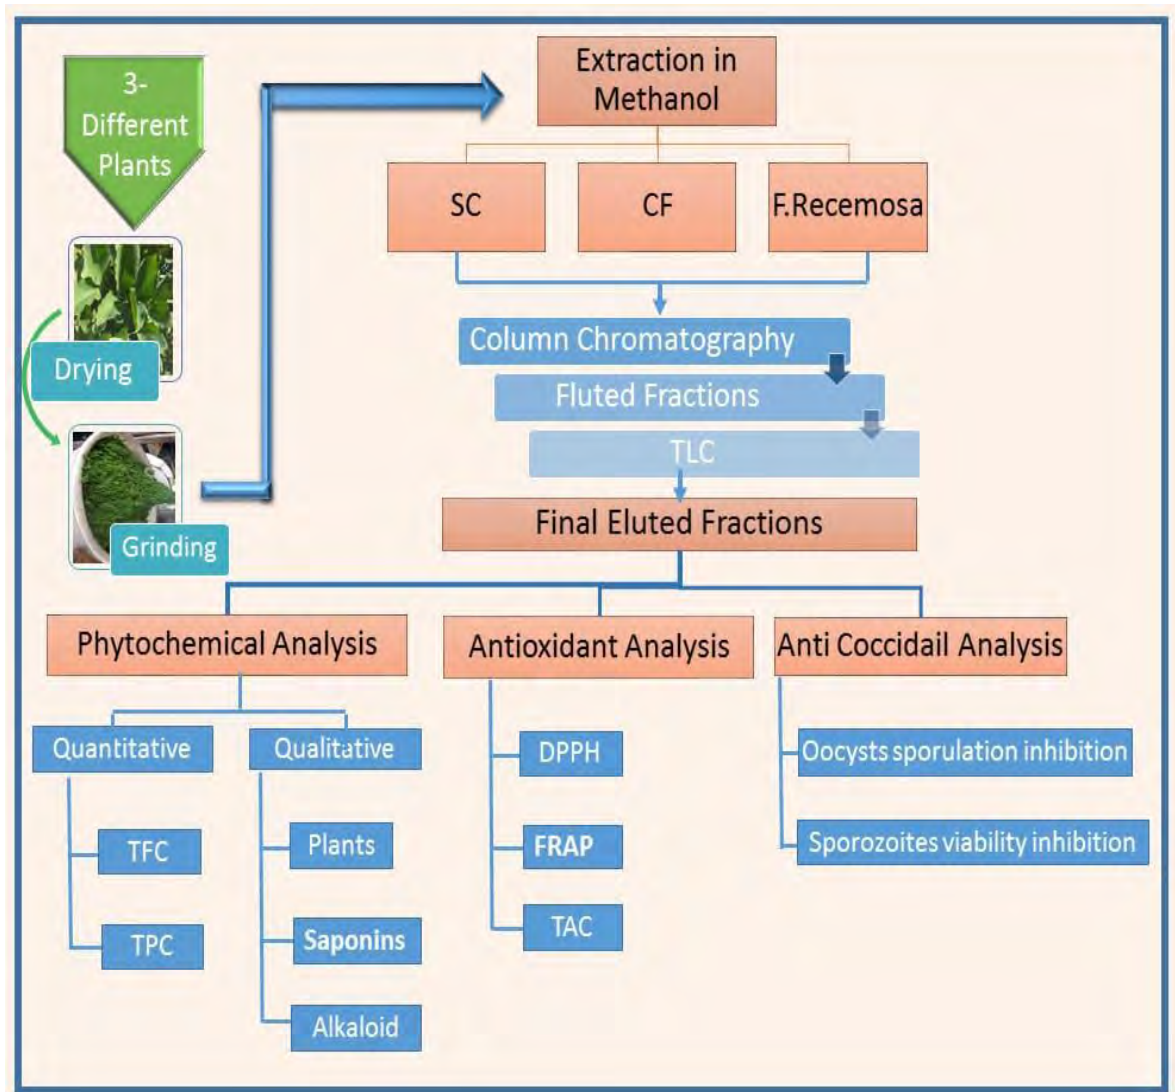 3-
Different
Plants
Drying
Grinding
Extraction in
Methanol
SC
CF
F.Recemosa
Column Chromatography
Fluted Fractions
TLC
Final Eluted Fractions
Phytochemical Analysis
Antioxidant Analysis
Anti Coccidail Analysis
Quantitative
Qualitative
TFC
TPC
Plants
Saponins
Alkaloid
DPPH
FRAP
TAC
Oocysts sporulation inhibition
Sporozoites viability inhibition